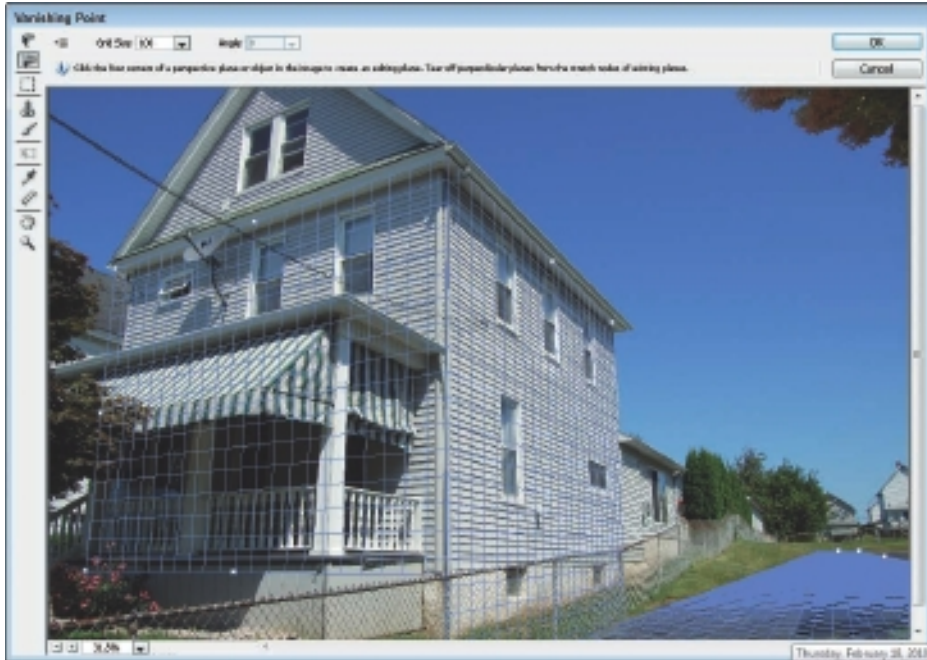 Vanishing Point
Grid Size: 100 Angle:
OK
Click the four corners of a perspective plane or object in the image to create an editing plane. Tear off perpendicular planes from the stretch nodes of existing planes.
Cancel
Thursday, February 18, 201